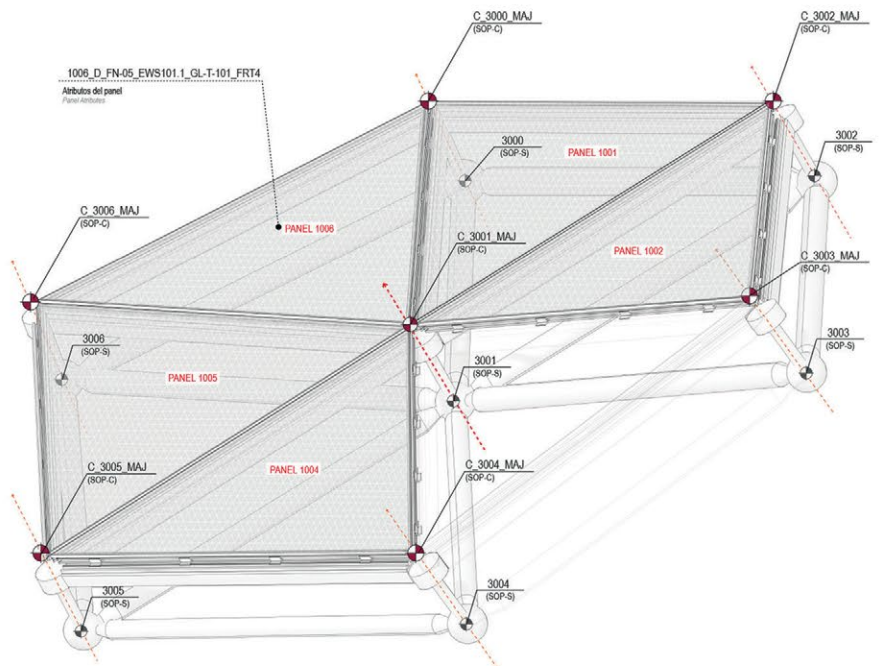 C_3000_MAJ
(SOP-C)
C_3002_MAJ
(SOP-C)
1006_D_FN-05_EWS101.1_GL-T-101_FRT4
Atributos del panel
Panel Attributes
3000
(SOP-S)
PANEL 1001
3002
(SOP-S)
C_3006_MAJ
(SOP-C)
PANEL 1006
C_3001_MAJ
(SOP-C)
PANEL 1002
C_3003_MAJ
(SOP-C)
3006
(SOP-S)
PANEL 1005
3001
(SOP-S)
3003
(SOP-S)
C_3005_MAJ
(SOP-C)
PANEL 1004
C_3004_MAJ
(SOP-C)
3005
(SOP-S)
3004
(SOP-S)